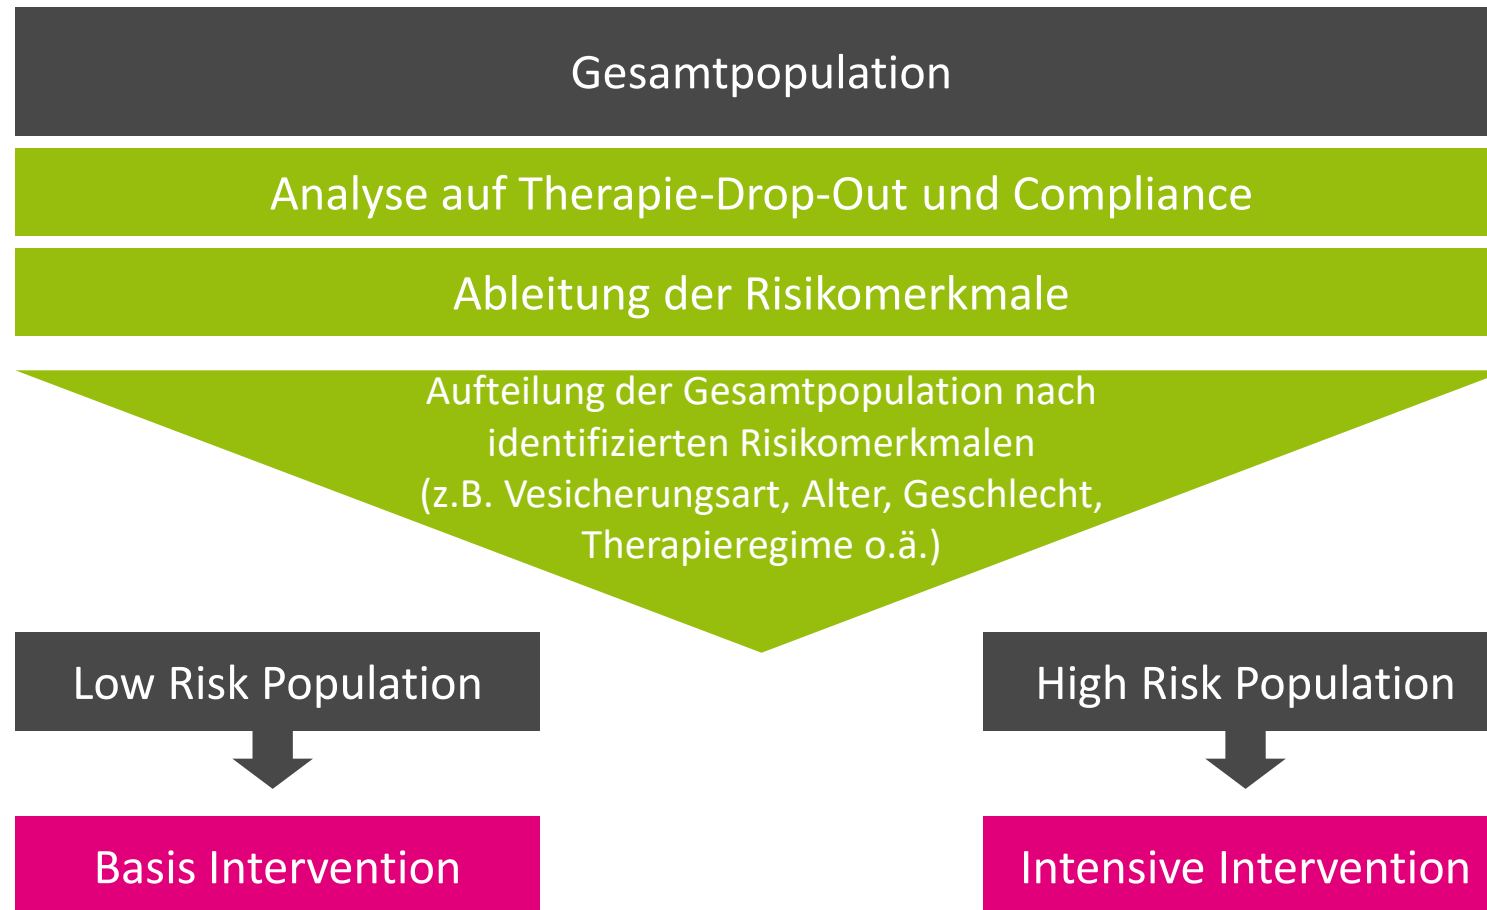 Gesamtpopulation
Analyse auf Therapie-Drop-Out und Compliance
Ableitung der Risikomerkmale
Aufteilung der Gesamtpopulation nach
identifizierten Risikomerkmalen
(z.B. Vesicherungsart, Alter, Geschlecht,
Therapieregime o.ä.)
Low Risk Population
High Risk Population
Basis Intervention
Intensive Intervention